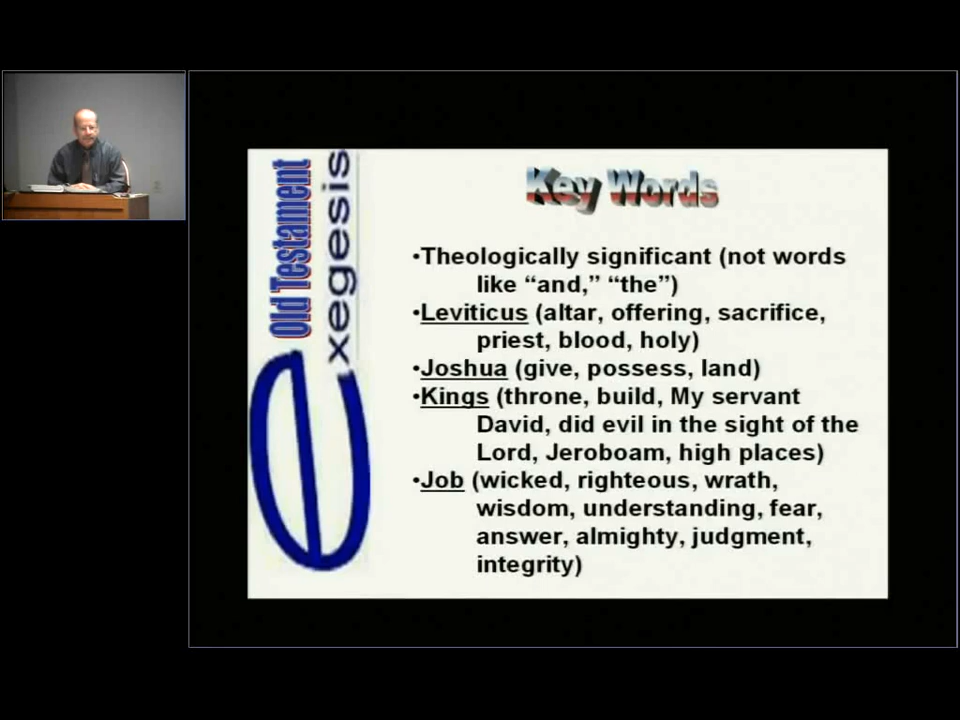 Old Testament
exegesis
Key Words
•Theologically significant (not words
like “and,” “the”)
•Leviticus (altar, offering, sacrifice,
priest, blood, holy)
•Joshua (give, possess, land)
•Kings (throne, build, My servant
David, did evil in the sight of the
Lord, Jeroboam, high places)
•Job (wicked, righteous, wrath,
wisdom, understanding, fear,
answer, almighty, judgment,
integrity)